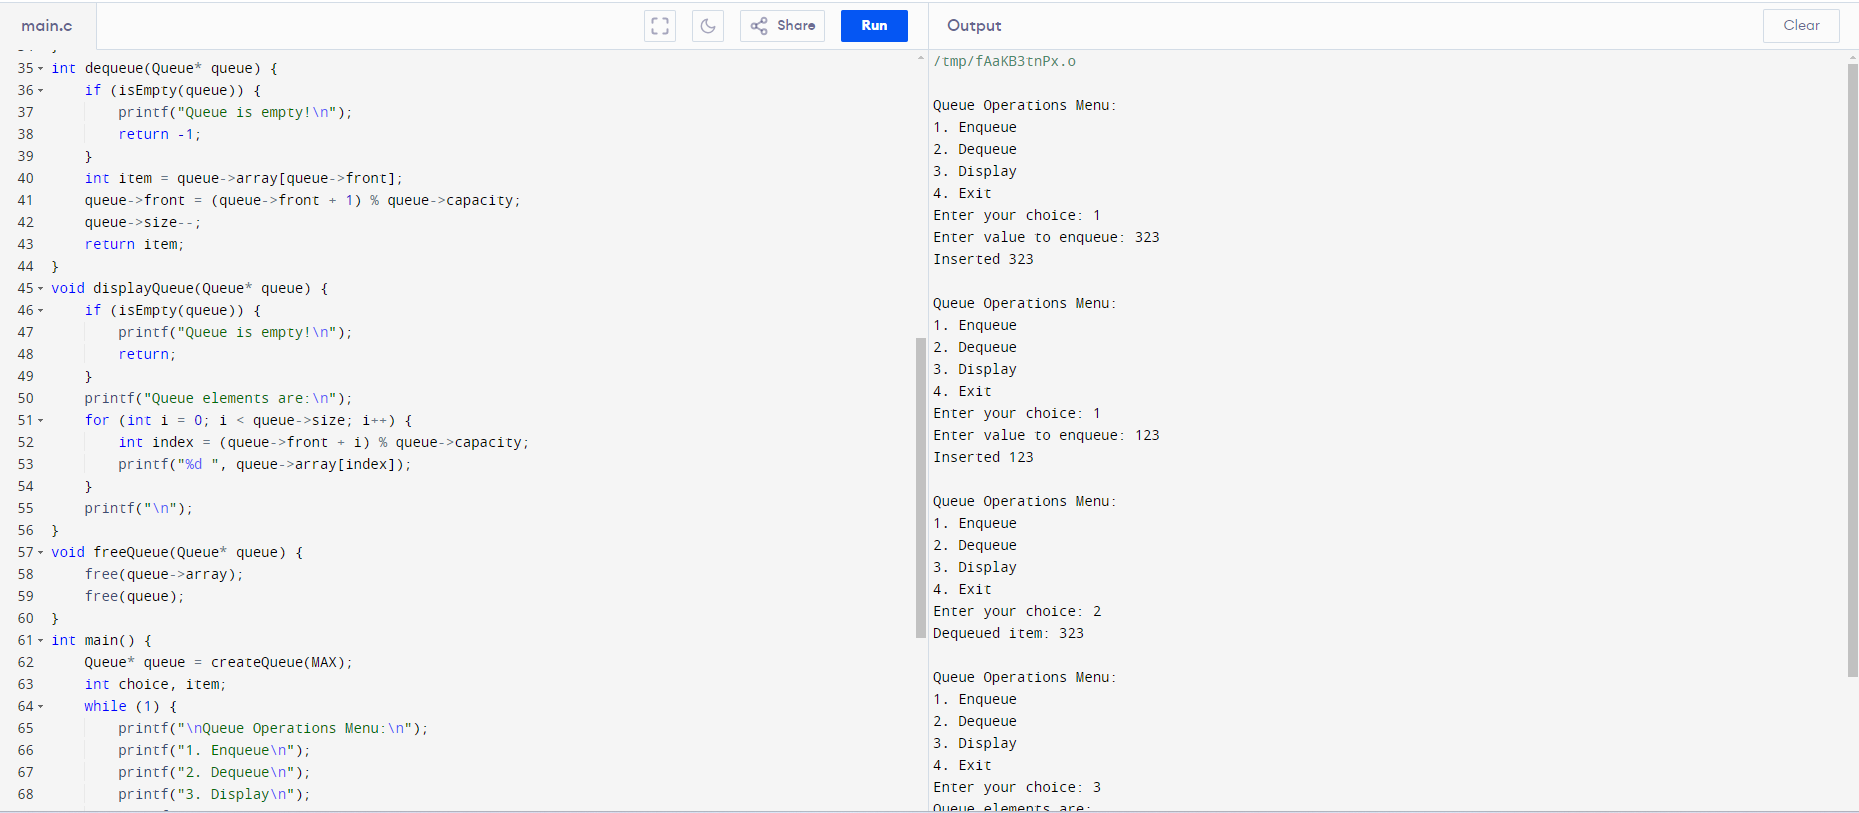 main.c
Share
Run
35 int dequeue(Queue* queue) {
36     if (isEmpty(queue)) {
37         printf("Queue is empty!\n");
38         return -1;
39     }
40     int item = queue->array[queue->front];
41     queue->front = (queue->front + 1) % queue->capacity;
42     queue->size--;
43     return item;
44 }
45 void displayQueue(Queue* queue) {
46     if (isEmpty(queue)) {
47         printf("Queue is empty!\n");
48         return;
49     }
50     printf("Queue elements are:\n");
51     for (int i = 0; i < queue->size; i++) {
52         int index = (queue->front + i) % queue->capacity;
53         printf("%d ", queue->array[index]);
54     }
55     printf("\n");
56 }
57 void freeQueue(Queue* queue) {
58     free(queue->array);
59     free(queue);
60 }
61 int main() {
62     Queue* queue = createQueue(MAX);
63     int choice, item;
64     while (1) {
65         printf("\nQueue Operations Menu:\n");
66         printf("1. Enqueue\n");
67         printf("2. Dequeue\n");
68         printf("3. Display\n");
Output
Clear
/tmp/fAaKB3tnPx.o
Queue Operations Menu:
1. Enqueue
2. Dequeue
3. Display
4. Exit
Enter your choice: 1
Enter value to enqueue: 323
Inserted 323
Queue Operations Menu:
1. Enqueue
2. Dequeue
3. Display
4. Exit
Enter your choice: 1
Enter value to enqueue: 123
Inserted 123
Queue Operations Menu:
1. Enqueue
2. Dequeue
3. Display
4. Exit
Enter your choice: 2
Dequeued item: 323
Queue Operations Menu:
1. Enqueue
2. Dequeue
3. Display
4. Exit
Enter your choice: 3
Queue elements are: